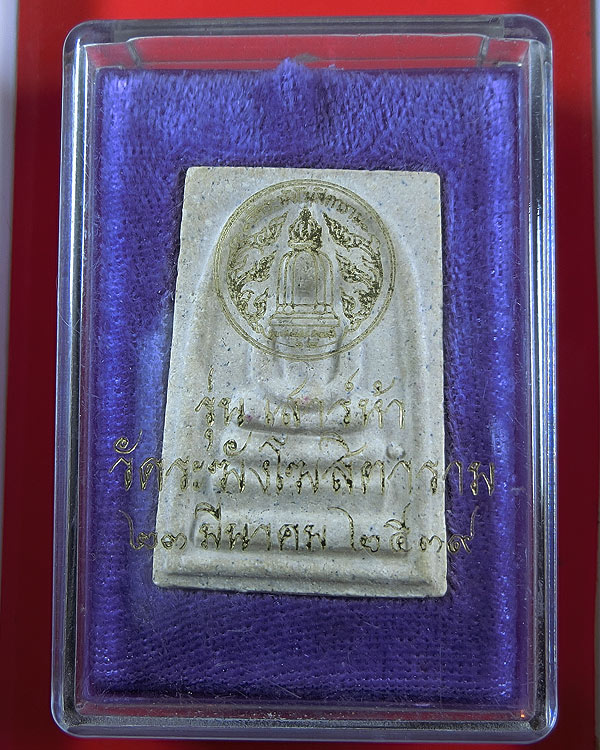 รุ่น เสาร์ห้า
วัดระฆังโฆสิตาราม
๒๓ มีนาคม ๒๕๓๙